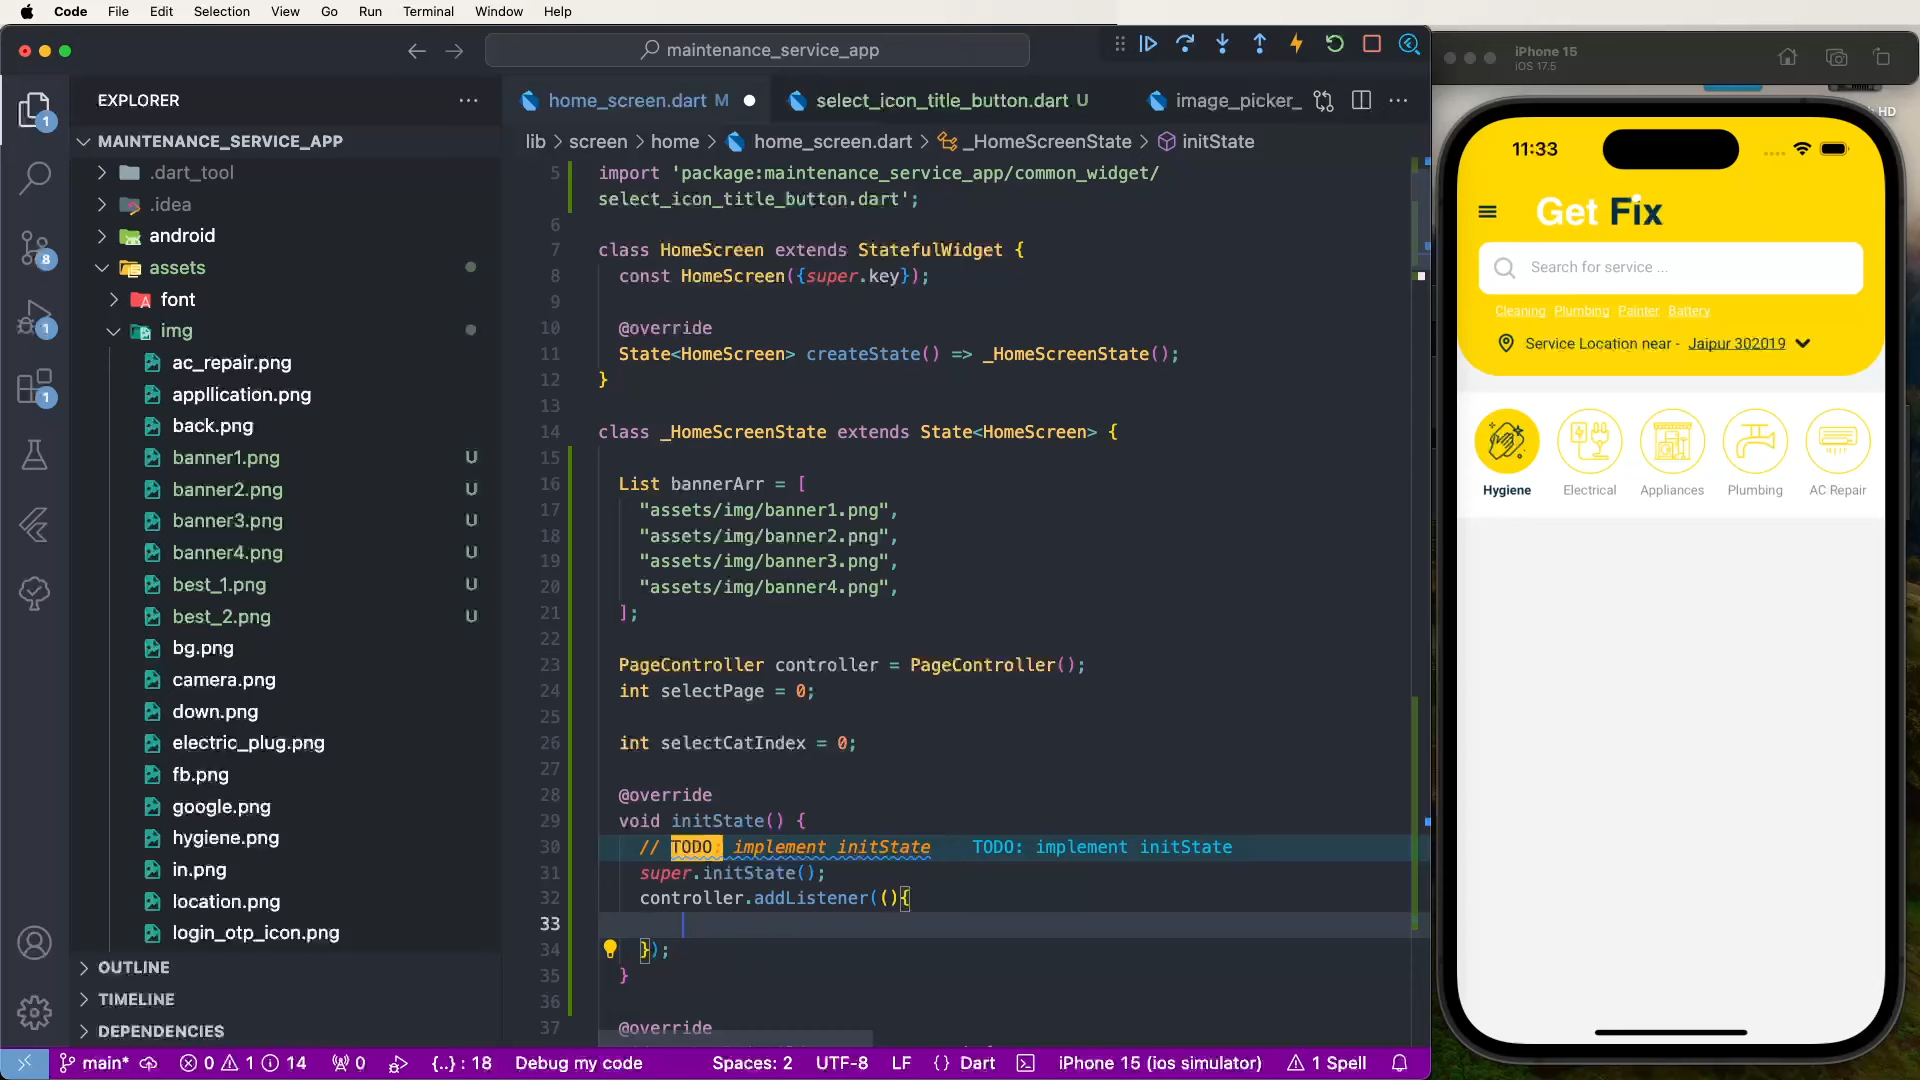 Code File Edit Selection View Go Run Terminal Window Help
maintenance_service_app
EXPLORER
MAINTENANCE_SERVICE_APP
.dart_tool
.idea
android
assets
font
img
ac_repair.png
appllication.png
back.png
banner1.png U
banner2.png U
banner3.png U
banner4.png U
best_1.png U
best_2.png U
bg.png
camera.png
down.png
electric_plug.png
fb.png
google.png
hygiene.png
in.png
location.png
login_otp_icon.png
OUTLINE
TIMELINE
DEPENDENCIES
1
8
1
1
home_screen.dart M
select_icon_title_button.dart U
image_picker_
lib > screen > home > home_screen.dart > _HomeScreenState > initState
5 import 'package:maintenance_service_app/common_widget/
select_icon_title_button.dart';
6
7 class HomeScreen extends StatefulWidget {
8 const HomeScreen({super.key});
9
10 @override
11 State<HomeScreen> createState() => _HomeScreenState();
12 }
13
14 class _HomeScreenState extends State<HomeScreen> {
15
16 List bannerArr = [
17 "assets/img/banner1.png",
18 "assets/img/banner2.png",
19 "assets/img/banner3.png",
20 "assets/img/banner4.png",
21 ];
22
23 PageController controller = PageController();
24 int selectPage = 0;
25
26 int selectCatIndex = 0;
27
28 @override
29 void initState() {
30 // TODO: implement initState TODO: implement initState
31 super.initState();
32 controller.addListener((){
33
34 });
35 }
36
37 @override
main* 0 1 14 0 {..} : 18 Debug my code Spaces: 2 UTF-8 LF {} Dart iPhone 15 (ios simulator) 1 Spell
iPhone 15
iOS 17.5
HD
11:33
Get Fix
Search for service ...
Cleaning Plumbing Painter Battery
Service Location near - Jaipur 302019
Hygiene Electrical Appliances Plumbing AC Repair